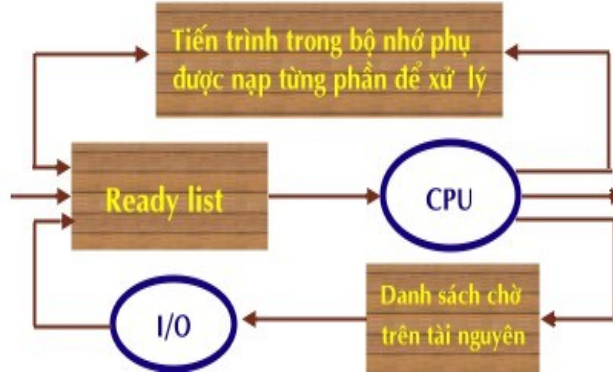 Tiến trình trong bộ nhớ phụ
được nạp từng phần để xử lý
Ready list
CPU
I/O
Danh sách chờ
trên tài nguyên